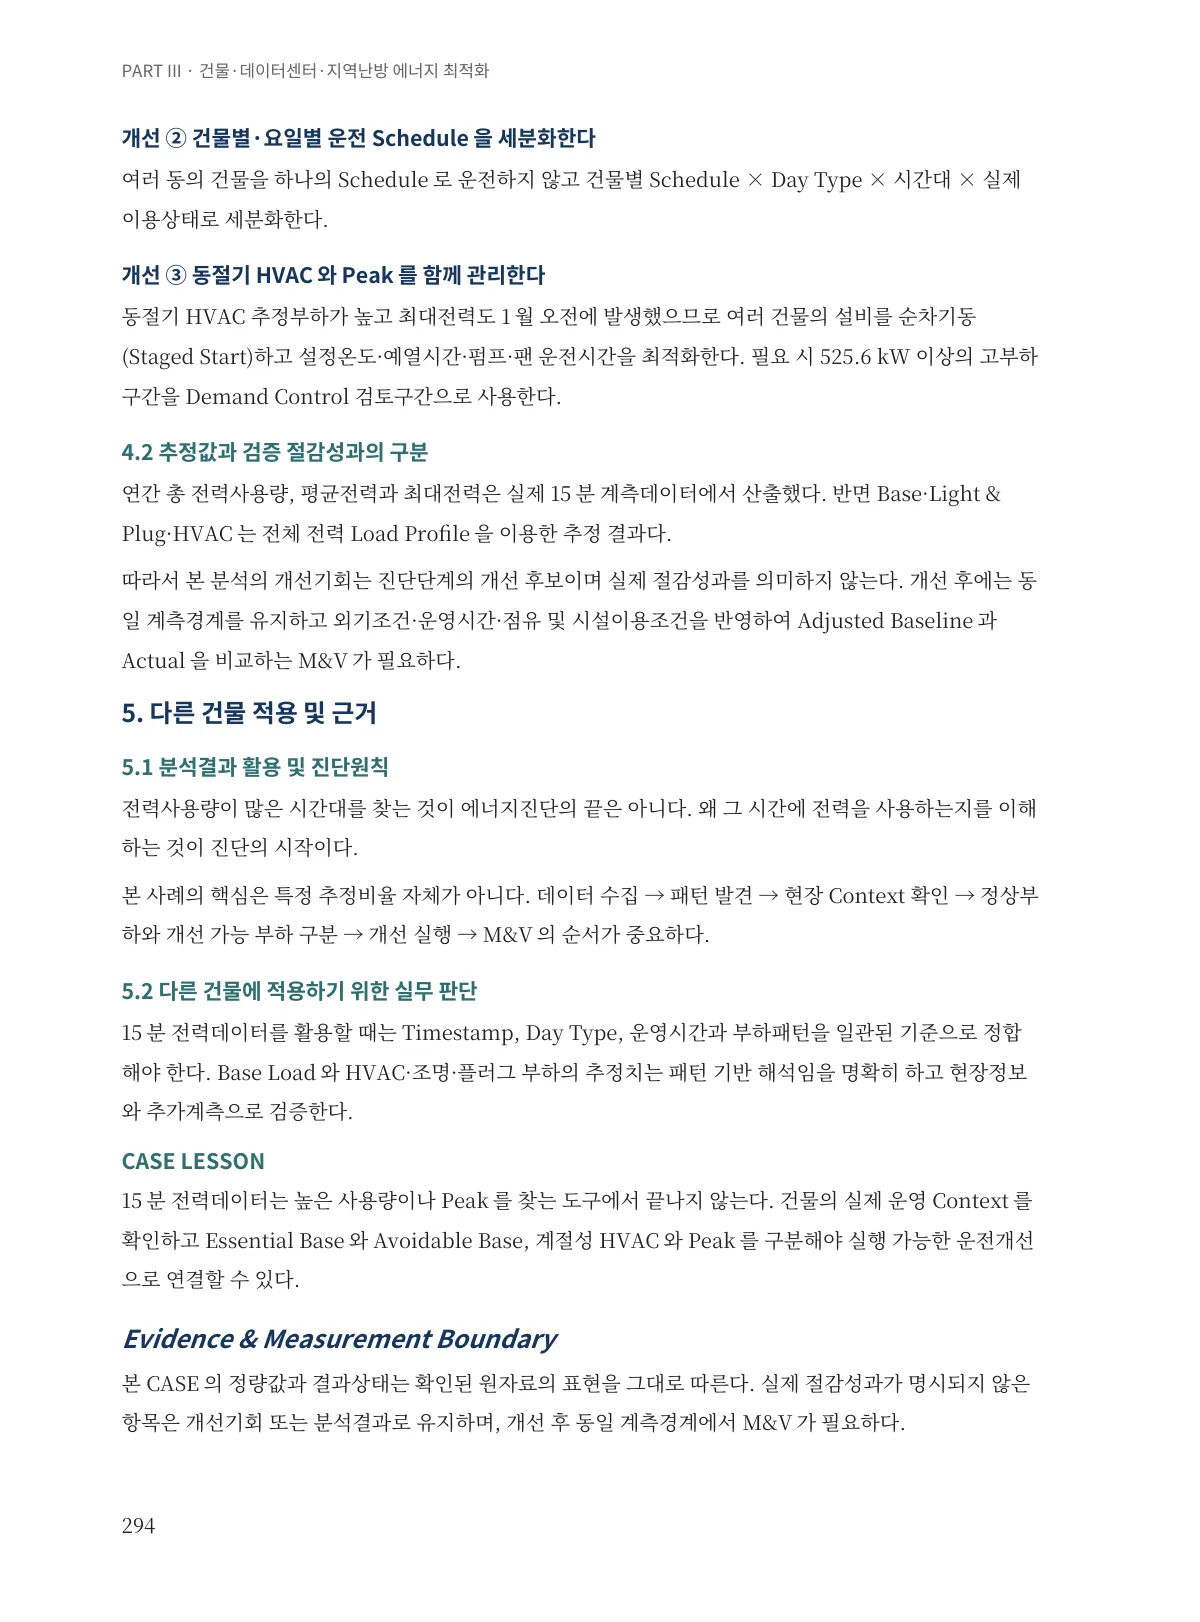 PART III · 건물·데이터센터·지역난방 에너지 최적화
개선 ② 건물별·요일별 운전 Schedule 을 세분화한다
여러 동의 건물을 하나의 Schedule 로 운전하지 않고 건물별 Schedule × Day Type × 시간대 × 실제
이용상태로 세분화한다.
개선 ③ 동절기 HVAC 와 Peak 를 함께 관리한다
동절기 HVAC 추정부하가 높고 최대전력도 1 월 오전에 발생했으므로 여러 건물의 설비를 순차기동
(Staged Start)하고 설정온도·예열시간·펌프·팬 운전시간을 최적화한다. 필요 시 525.6 kW 이상의 고부하
구간을 Demand Control 검토구간으로 사용한다.
4.2 추정값과 검증 절감성과의 구분
연간 총 전력사용량, 평균전력과 최대전력은 실제 15 분 계측데이터에서 산출했다. 반면 Base·Light &
Plug·HVAC 는 전체 전력 Load Profile 을 이용한 추정 결과다.
따라서 본 분석의 개선기회는 진단단계의 개선 후보이며 실제 절감성과를 의미하지 않는다. 개선 후에는 동
일 계측경계를 유지하고 외기조건·운영시간·점유 및 시설이용조건을 반영하여 Adjusted Baseline 과
Actual 을 비교하는 M&V 가 필요하다.
5. 다른 건물 적용 및 근거
5.1 분석결과 활용 및 진단원칙
전력사용량이 많은 시간대를 찾는 것이 에너지진단의 끝은 아니다. 왜 그 시간에 전력을 사용하는지를 이해
하는 것이 진단의 시작이다.
본 사례의 핵심은 특정 추정비율 자체가 아니다. 데이터 수집 → 패턴 발견 → 현장 Context 확인 → 정상부
하와 개선 가능 부하 구분 → 개선 실행 → M&V 의 순서가 중요하다.
5.2 다른 건물에 적용하기 위한 실무 판단
15 분 전력데이터를 활용할 때는 Timestamp, Day Type, 운영시간과 부하패턴을 일관된 기준으로 정합
해야 한다. Base Load 와 HVAC·조명·플러그 부하의 추정치는 패턴 기반 해석임을 명확히 하고 현장정보
와 추가계측으로 검증한다.
CASE LESSON
15 분 전력데이터는 높은 사용량이나 Peak 를 찾는 도구에서 끝나지 않는다. 건물의 실제 운영 Context 를
확인하고 Essential Base 와 Avoidable Base, 계절성 HVAC 와 Peak 를 구분해야 실행 가능한 운전개선
으로 연결할 수 있다.
Evidence & Measurement Boundary
본 CASE 의 정량값과 결과상태는 확인된 원자료의 표현을 그대로 따른다. 실제 절감성과가 명시되지 않은
항목은 개선기회 또는 분석결과로 유지하며, 개선 후 동일 계측경계에서 M&V 가 필요하다.
294